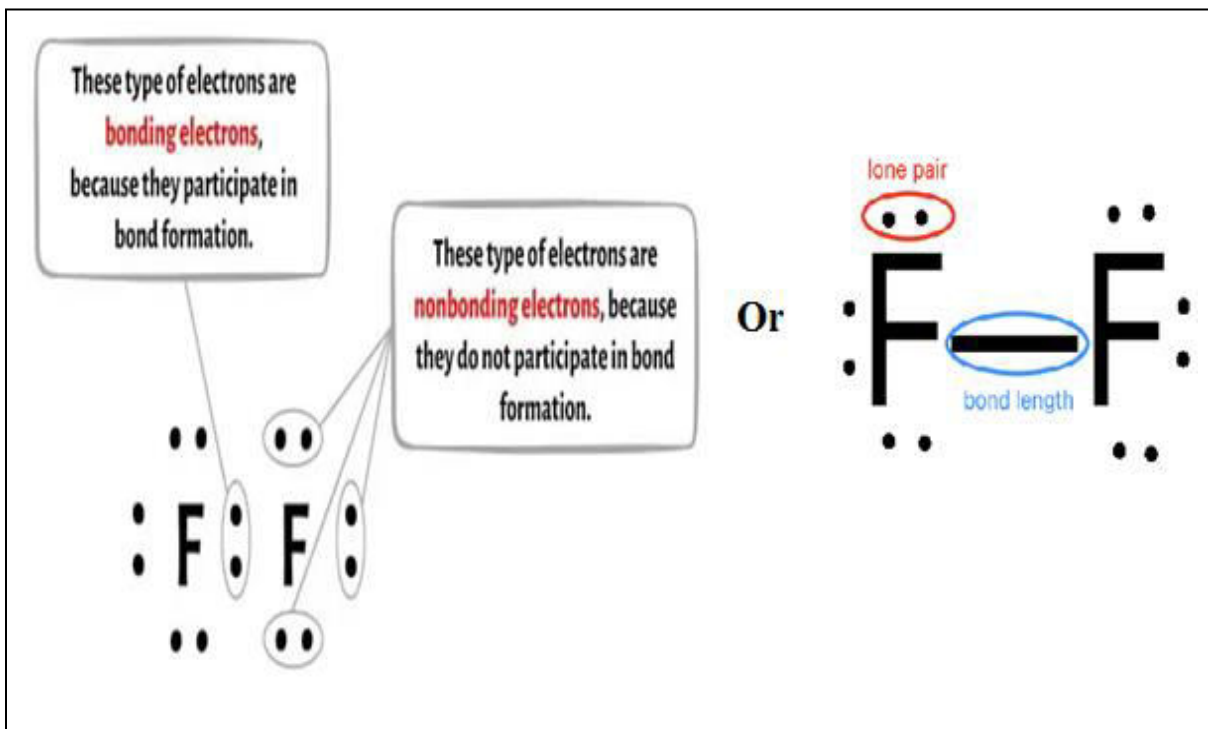 These type of electrons are
bonding electrons,
because they participate in
bond formation.
These type of electrons are
nonbonding electrons, because
they do not participate in bond
formation.
F F
Or
lone pair
F F
bond length